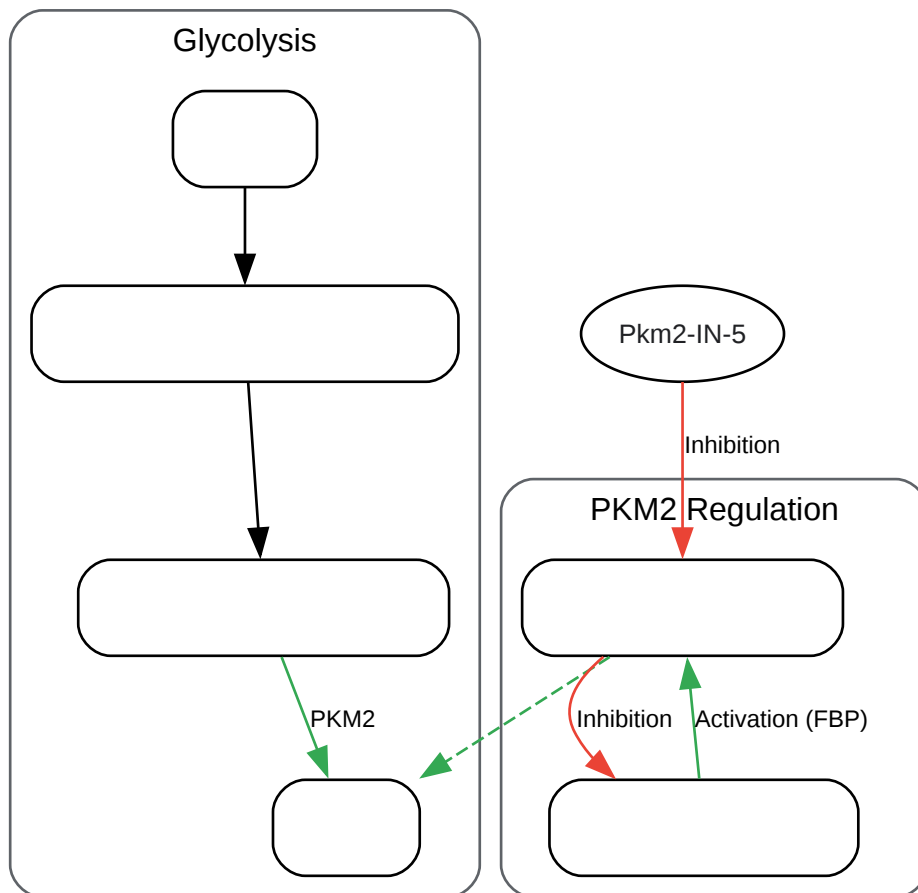 Glycolysis
Pkm2-IN-5
Inhibition
PKM2 Regulation
PKM2
Inhibition
Activation (FBP)